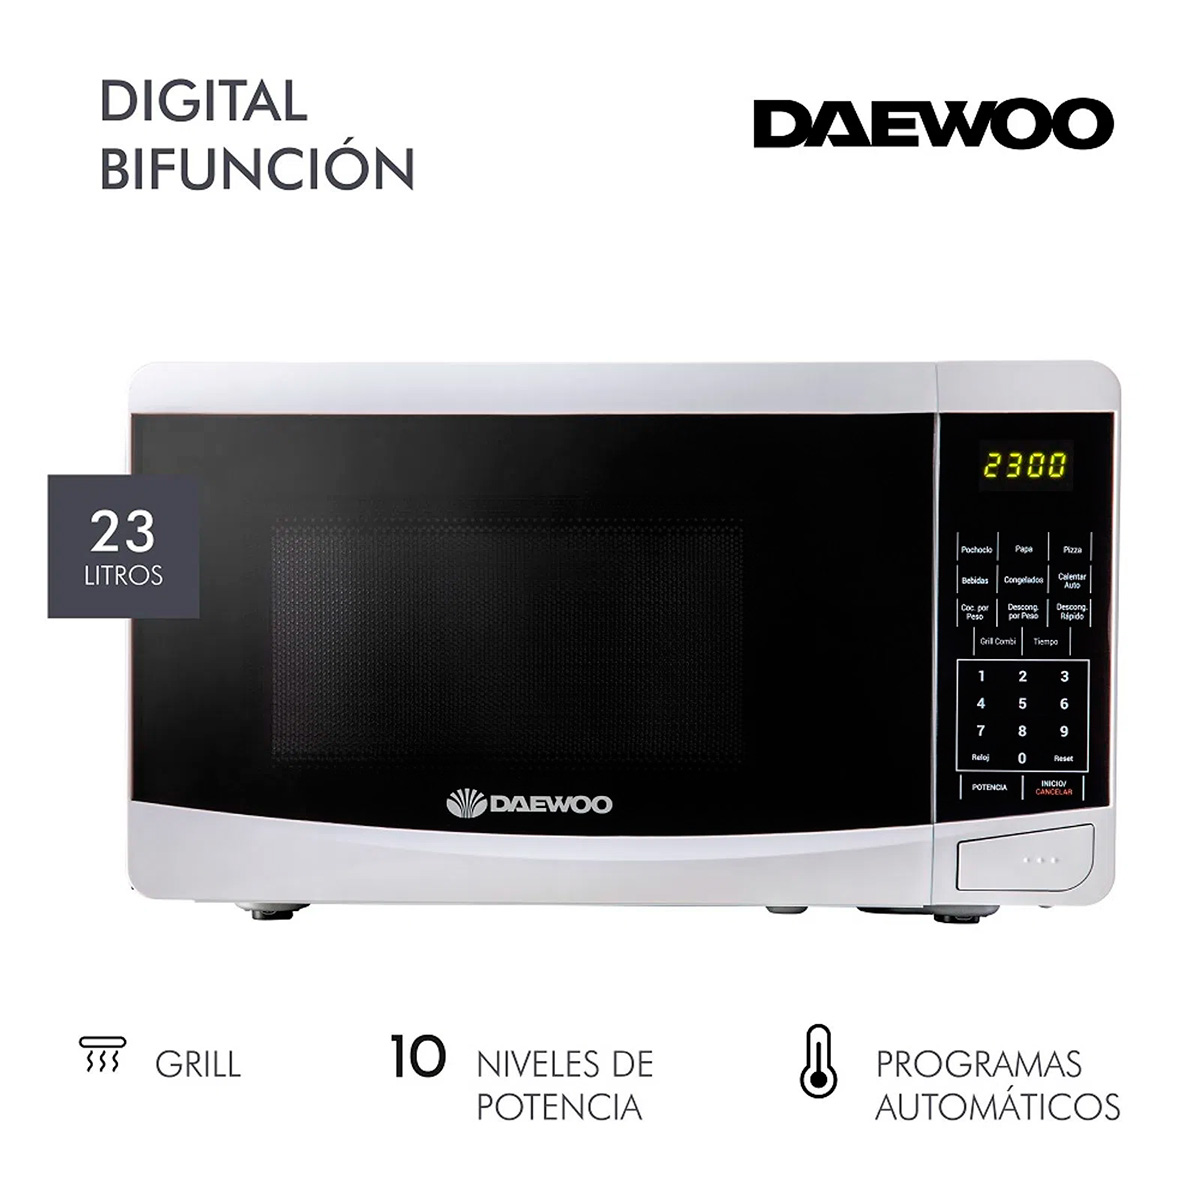 DIGITAL
BIFUNCIÓN
DAEWOO
23
LITROS
2300
Pochoclo Papa Pizza
Bebidas Congelados Calentar
Auto
Coc. por
Peso
Descong.
por Peso
Descong.
Rápido
Grill Combi Tiempo
1 2 3
4 5 6
7 8 9
Reloj 0 Reset
POTENCIA
INICIO/
CANCELAR
DAEWOO
GRILL
10 NIVELES DE
POTENCIA
PROGRAMAS
AUTOMÁTICOS